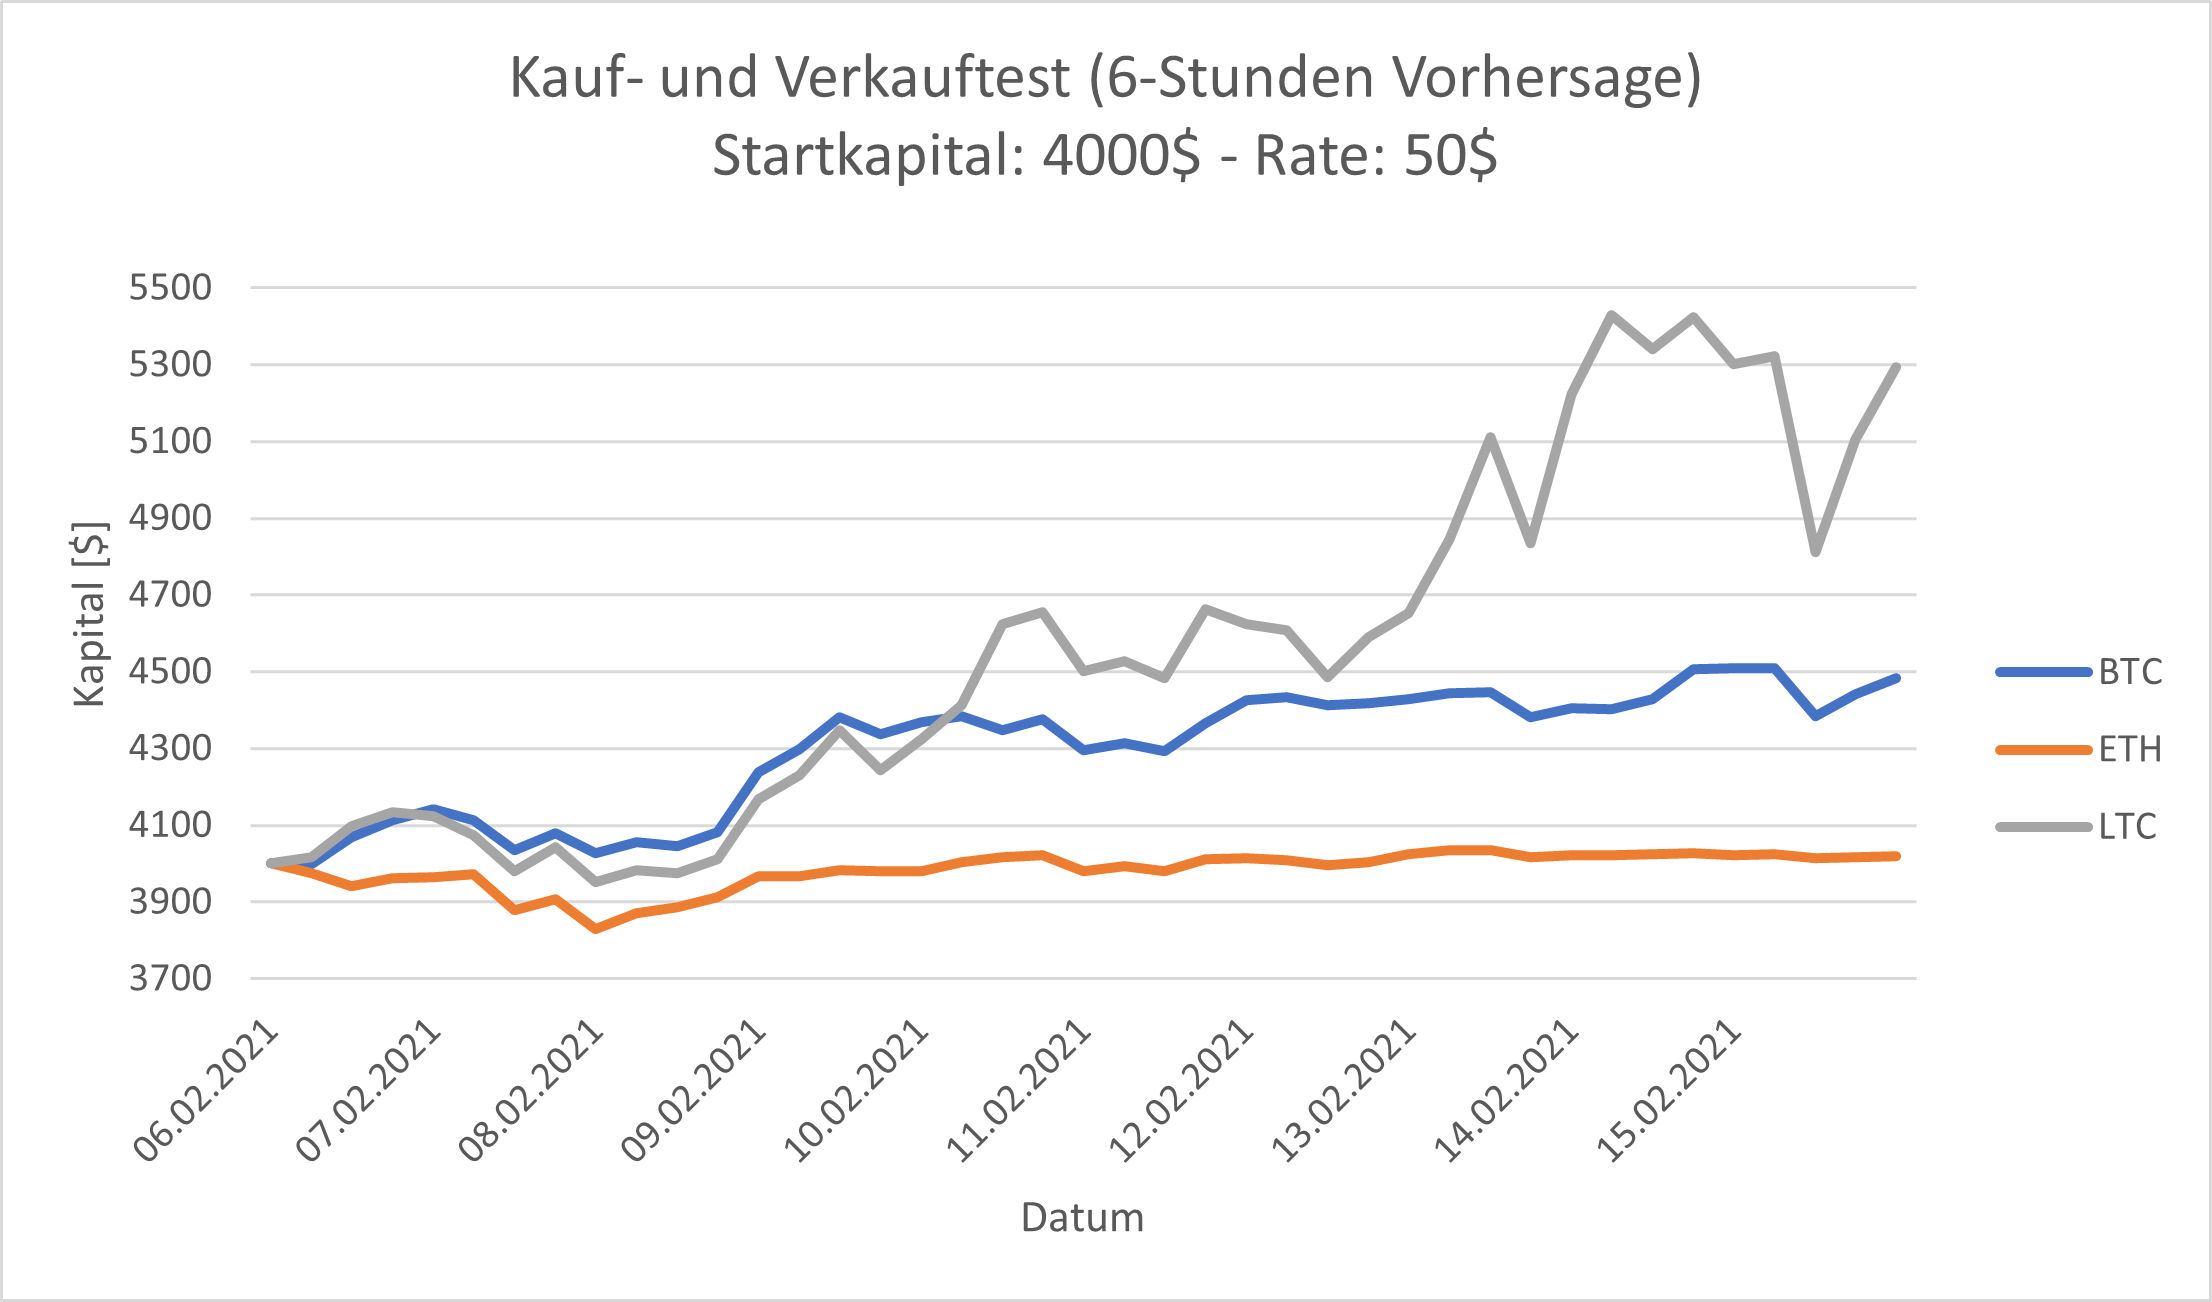 Kauf- und Verkauftest (6-Stunden Vorhersage)
Startkapital: 4000$ - Rate: 50$
5500
5300
5100
4900
4700
4500
4300
4100
3900
3700
Kapital [$]
06.02.2021
07.02.2021
08.02.2021
09.02.2021
10.02.2021
11.02.2021
12.02.2021
13.02.2021
14.02.2021
15.02.2021
Datum
BTC
ETH
LTC